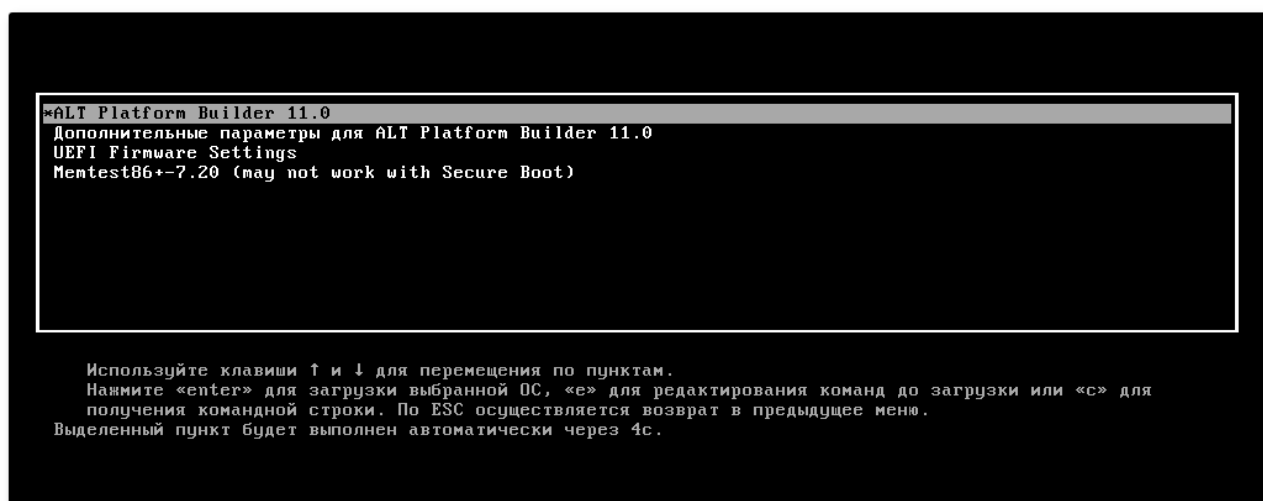 *ALT Platform Builder 11.0
Дополнительные параметры для ALT Platform Builder 11.0
UEFI Firmware Settings
Memtest86+-7.20 (may not work with Secure Boot)
Используйте клавиши ↑ и ↓ для перемещения по пунктам.
Нажмите «enter» для загрузки выбранной ОС, «e» для редактирования команд до загрузки или «c» для
получения командной строки. По ESC осуществляется возврат в предыдущее меню.
Выделенный пункт будет выполнен автоматически через 4с.